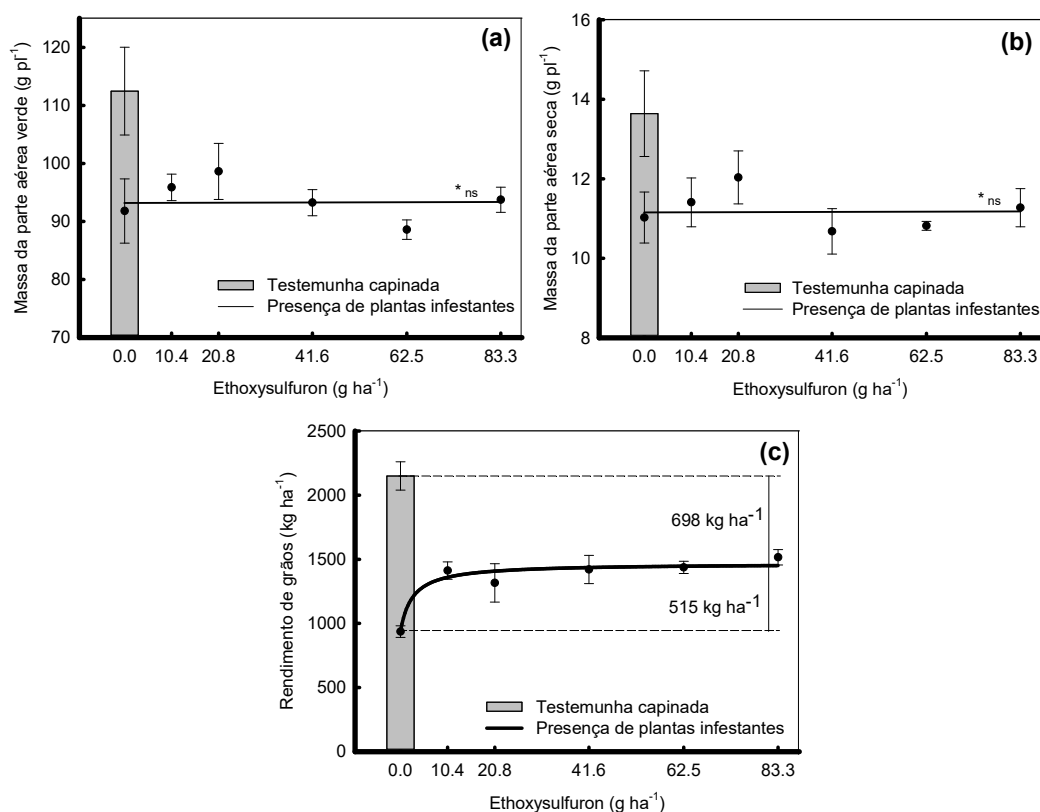 (a)
Massa da parte aérea verde (g pl-1)
120
110
100
90
80
70
* ns
Testemunha capinada
Presença de plantas infestantes
0.0 10.4 20.8 41.6 62.5 83.3
Ethoxysulfuron (g ha-1)
(b)
Massa da parte aérea seca (g pl-1)
16
14
12
10
8
* ns
Testemunha capinada
Presença de plantas infestantes
0.0 10.4 20.8 41.6 62.5 83.3
Ethoxysulfuron (g ha-1)
(c)
Rendimento de grãos (kg ha-1)
2500
2000
1500
1000
500
0
698 kg ha-1
515 kg ha-1
Testemunha capinada
Presença de plantas infestantes
0.0 10.4 20.8 41.6 62.5 83.3
Ethoxysulfuron (g ha-1)